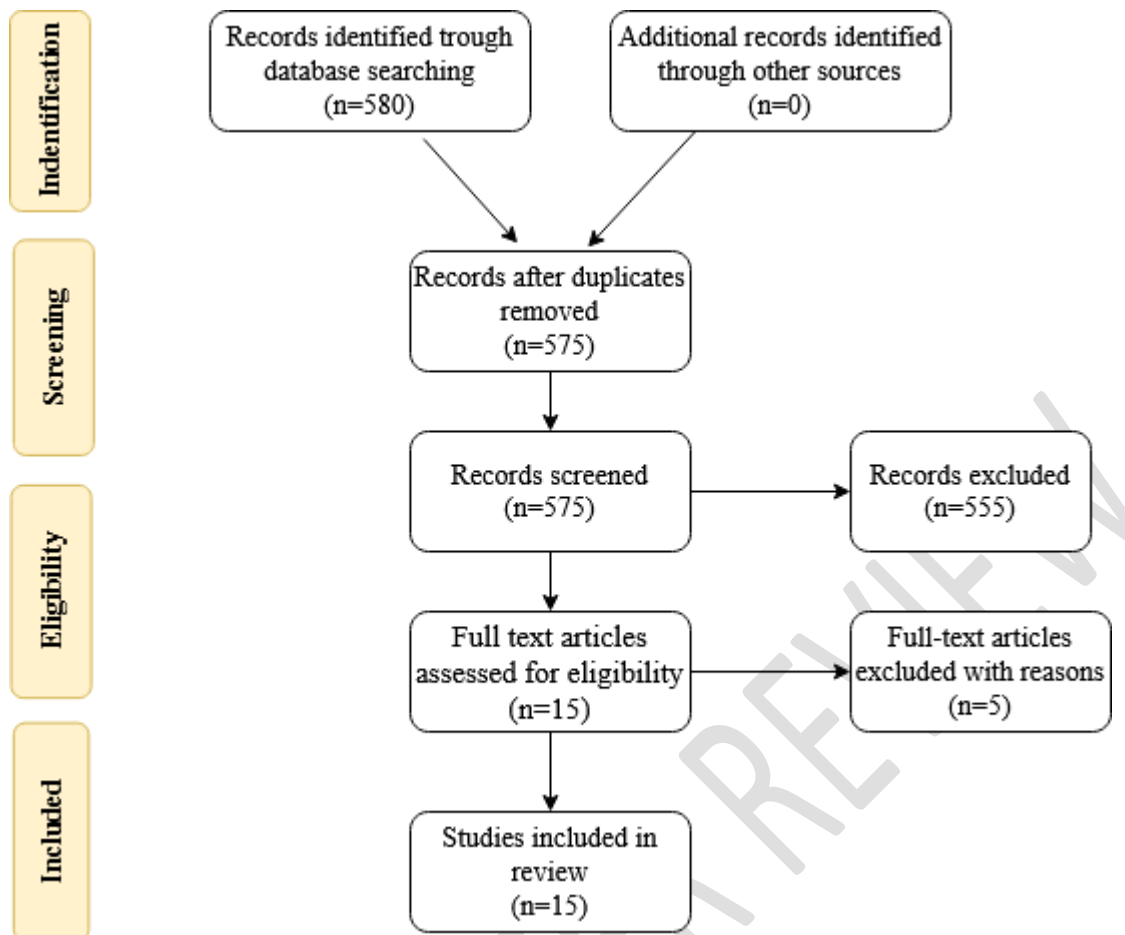 Indentification
Records identified trough
database searching
(n=580)
Additional records identified
through other sources
(n=0)
Screening
Records after duplicates
removed
(n=575)
Records screened
(n=575)
Records excluded
(n=555)
Eligibility
Full text articles
assessed for eligibility
(n=15)
Full-text articles
excluded with reasons
(n=5)
Included
Studies included in
review
(n=15)
REVIEW